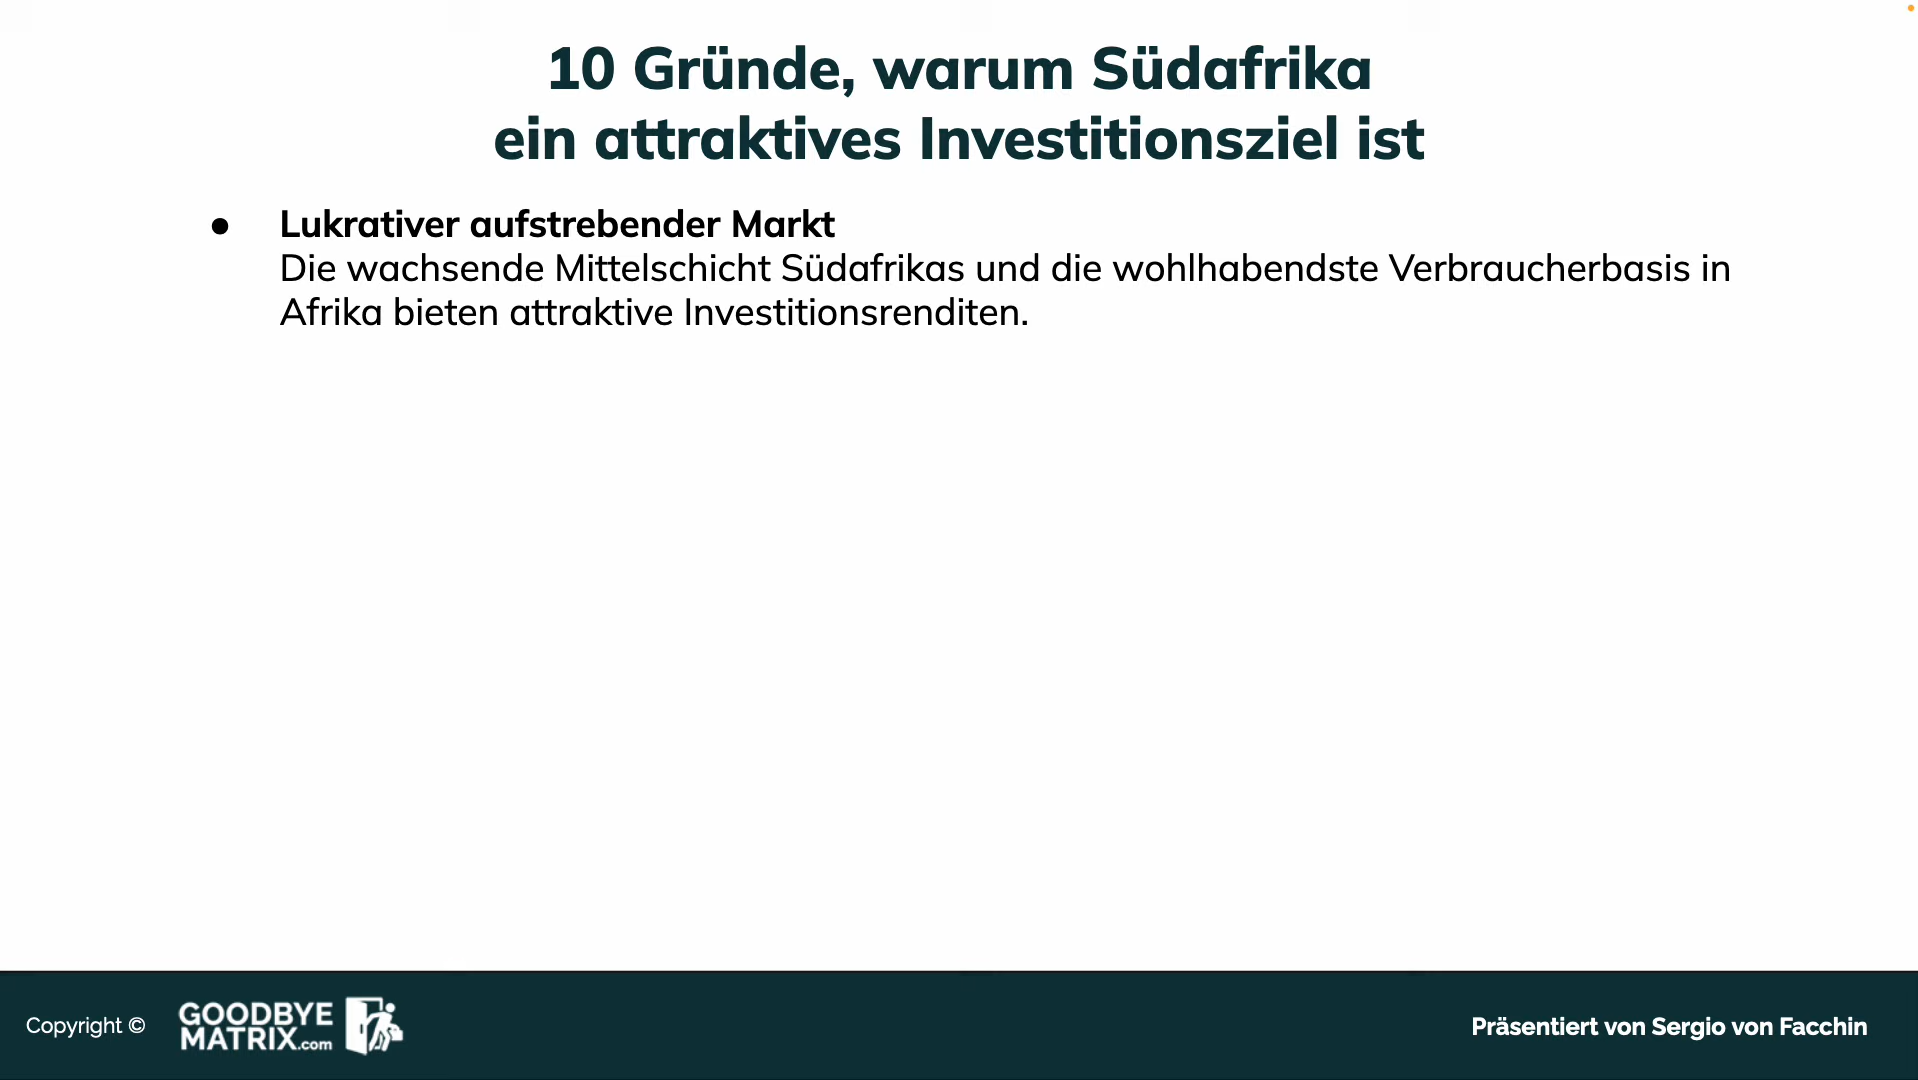 10 Gründe, warum Südafrika
ein attraktives Investitionsziel ist
● Lukrativer aufstrebender Markt
Die wachsende Mittelschicht Südafrikas und die wohlhabendste Verbraucherbasis in
Afrika bieten attraktive Investitionsrenditen.
Copyright ©
GOODBYE
MATRIX.com
Präsentiert von Sergio von Facchin